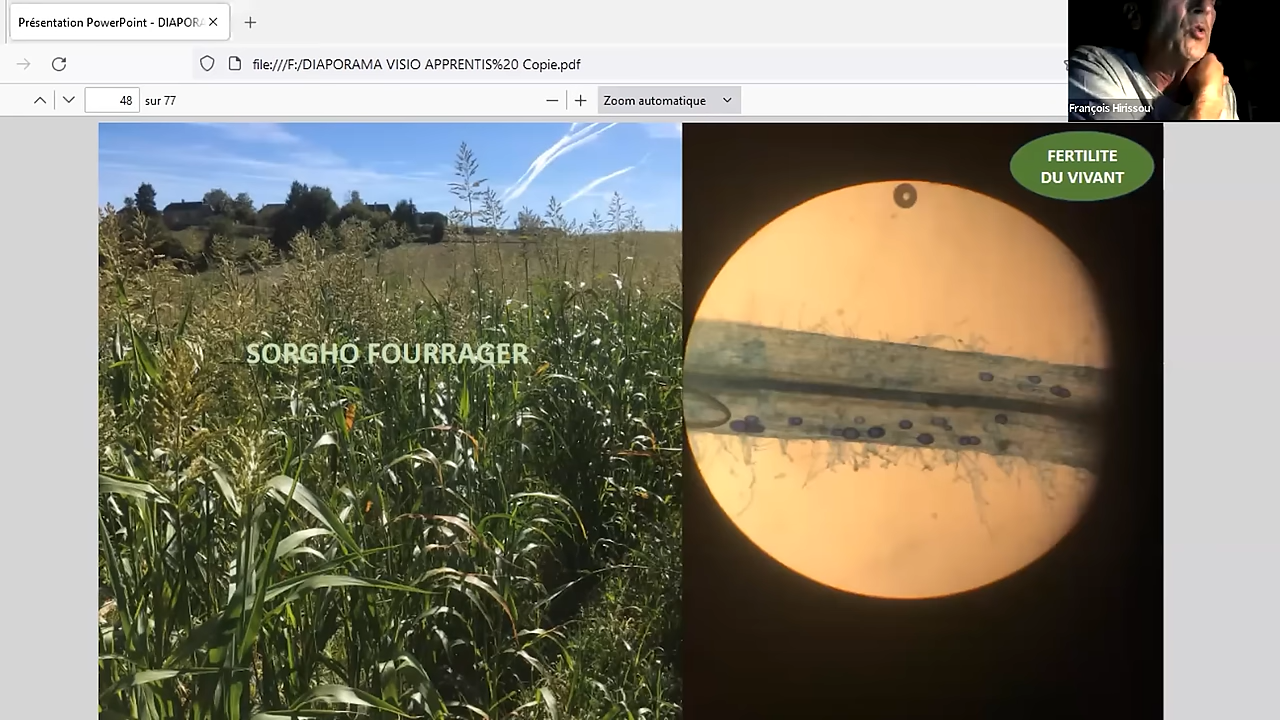 Présentation PowerPoint - DIAPORA
file:///F:/DIAPORAMA VISIO APPRENTIS%20 Copie.pdf
48 sur 77
Zoom automatique
François Hirissou
FERTILITE
DU VIVANT
SORGHO FOURRAGER